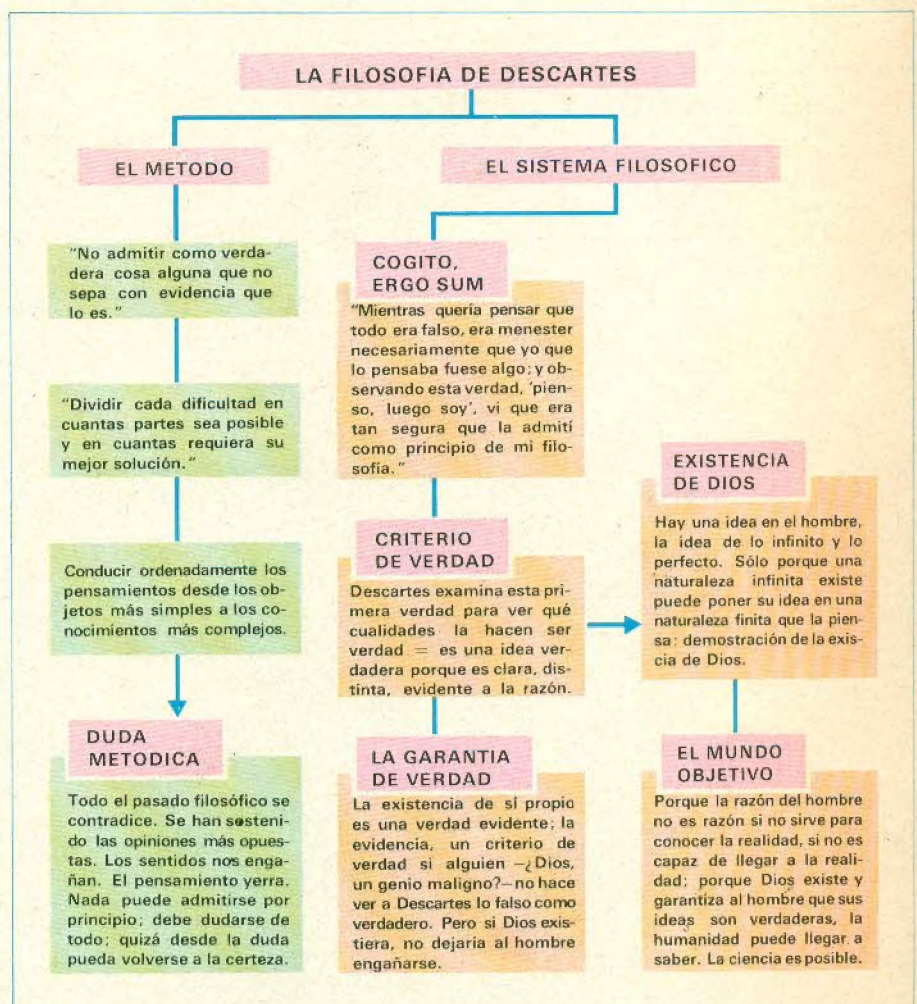 LA FILOSOFIA DE DESCARTES
EL METODO
"No admitir como verda-
dera cosa alguna que no
sepa con evidencia que
lo es."
"Dividir cada dificultad en
cuantas partes sea posible
y en cuantas requiera su
mejor solución."
Conducir ordenadamente los
pensamientos desde los ob-
jetos más simples a los co-
nocimientos más complejos.
DUDA
METODICA
Todo el pasado filosófico se
contradice. Se han sosteni-
do las opiniones más opues-
tas. Los sentidos nos enga-
ñan. El pensamiento yerra.
Nada puede admitirse por
principio; debe dudarse de
todo; quizá desde la duda
pueda volverse a la certeza.
EL SISTEMA FILOSOFICO
COGITO,
ERGO SUM
"Mientras quería pensar que
todo era falso, era menester
necesariamente que yo que
lo pensaba fuese algo; y ob-
servando esta verdad, 'pien-
so, luego soy', vi que era
tan segura que la admití
como principio de mi filo-
sofía."
CRITERIO
DE VERDAD
Descartes examina esta pri-
mera verdad para ver qué
cualidades la hacen ser
verdad = es una idea ver-
dadera porque es clara, dis-
tinta, evidente a la razón.
LA GARANTIA
DE VERDAD
La existencia de sí propio
es una verdad evidente; la
evidencia, un criterio de
verdad si alguien —¿Dios,
un genio maligno?— no hace
ver a Descartes lo falso como
verdadero. Pero si Dios exis-
tiera, no dejaría al hombre
engañarse.
EXISTENCIA
DE DIOS
Hay una idea en el hombre,
la idea de lo infinito y lo
perfecto. Sólo porque una
naturaleza infinita existe
puede poner su idea en una
naturaleza finita que la pien-
sa: demostración de la exis-
cia de Dios.
EL MUNDO
OBJETIVO
Porque la razón del hombre
no es razón si no sirve para
conocer la realidad, si no es
capaz de llegar a la reali-
dad; porque Dios existe y
garantiza al hombre que sus
ideas son verdaderas, la
humanidad puede llegar a
saber. La ciencia es posible.